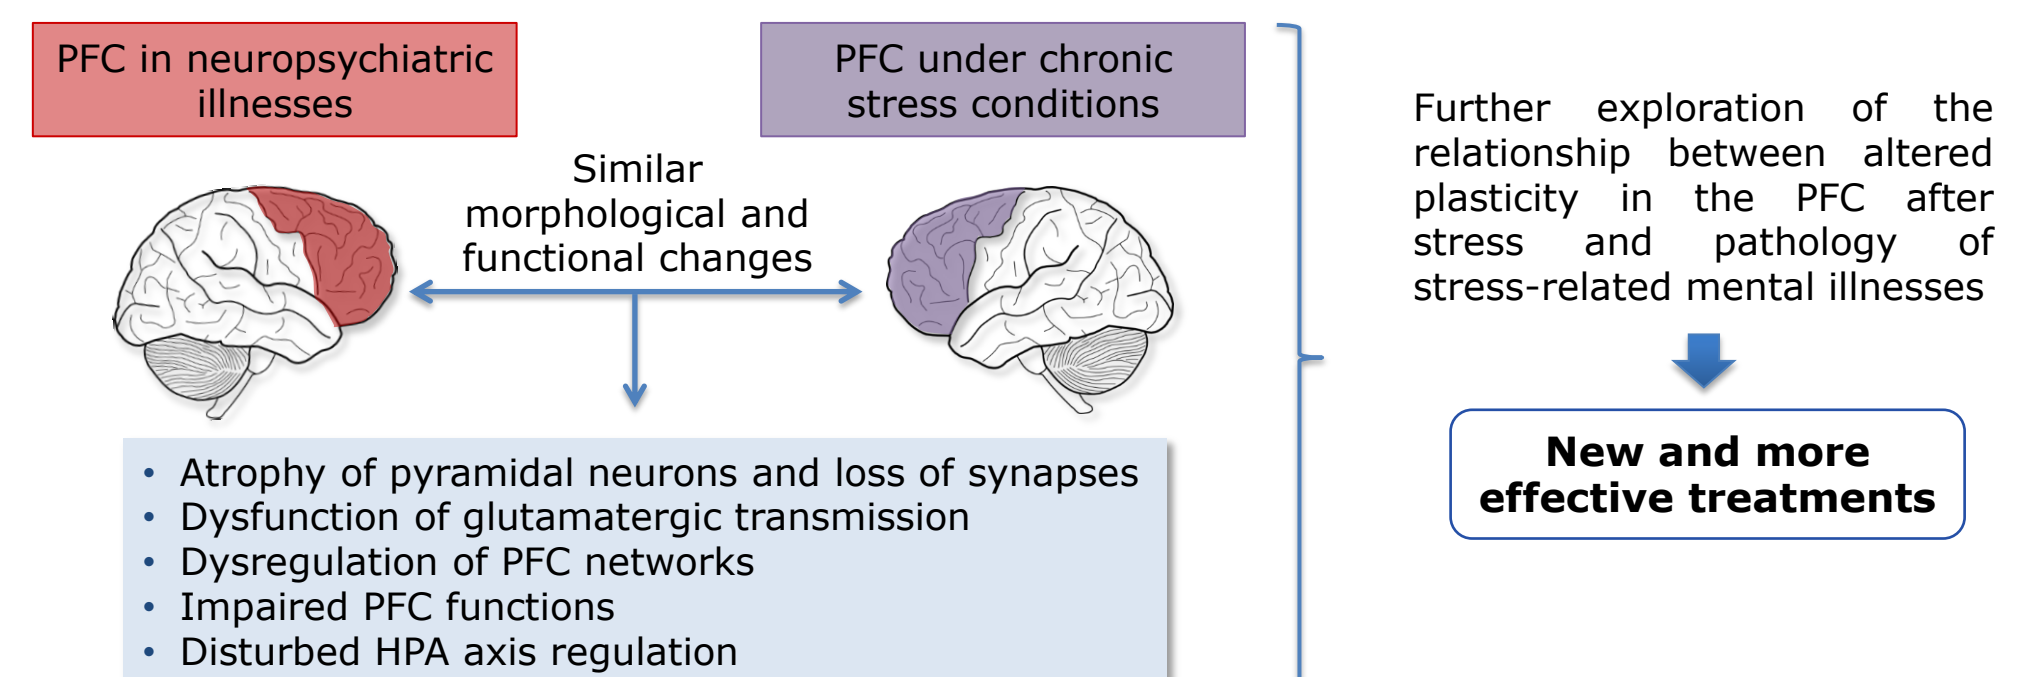 PFC in neuropsychiatric
illnesses
PFC under chronic
stress conditions
Similar
morphological and
functional changes
• Atrophy of pyramidal neurons and loss of synapses
• Dysfunction of glutamatergic transmission
• Dysregulation of PFC networks
• Impaired PFC functions
• Disturbed HPA axis regulation
Further exploration of the
relationship between altered
plasticity in the PFC after
stress and pathology of
stress-related mental illnesses
New and more
effective treatments